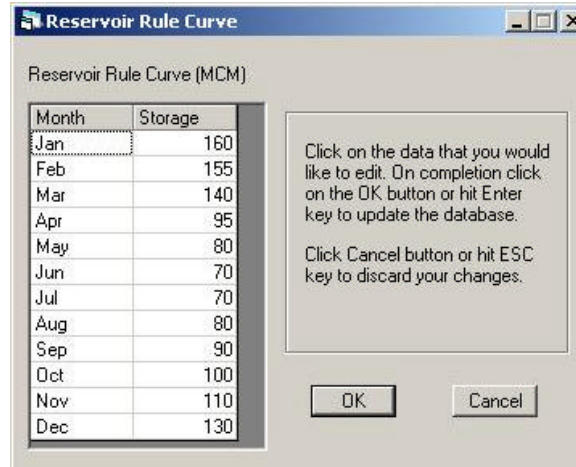 Reservoir Rule Curve
Reservoir Rule Curve (MCM)
Month Storage
Jan 160
Feb 155
Mar 140
Apr 95
May 80
Jun 70
Jul 70
Aug 80
Sep 90
Oct 100
Nov 110
Dec 130
Click on the data that you would
like to edit. On completion click
on the OK button or hit Enter
key to update the database.
Click Cancel button or hit ESC
key to discard your changes.
OK Cancel